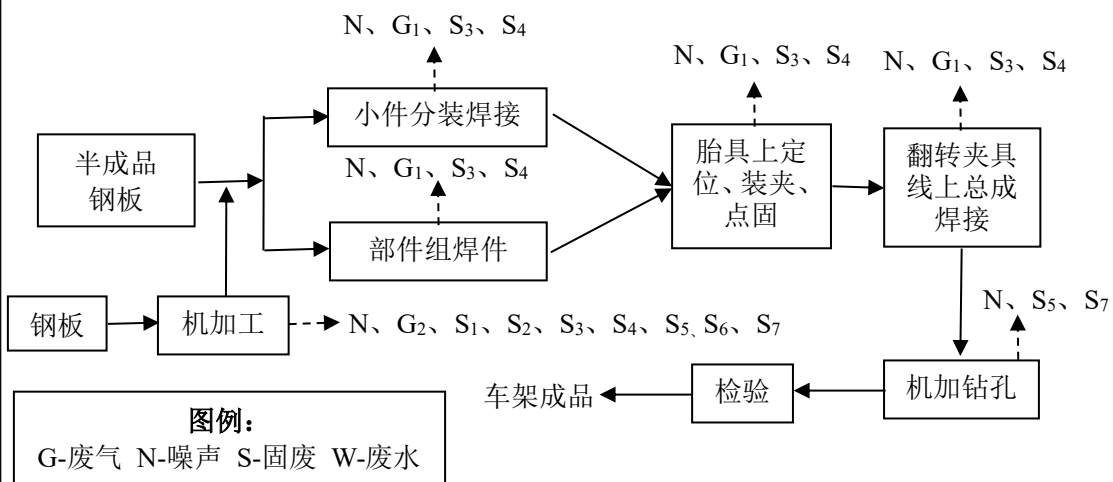 N、G₁、S₃、S₄
小件分装焊接
N、G₁、S₃、S₄
部件组焊件
半成品
钢板
N、G₁、S₃、S₄
胎具上定
位、装夹、
点固
N、G₁、S₃、S₄
翻转夹具
线上总成
焊接
钢板
机加工
N、G₂、S₁、S₂、S₃、S₄、S₅、S₆、S₇
N、S₅、S₇
机加钻孔
检验
车架成品
图例：
G-废气 N-噪声 S-固废 W-废水